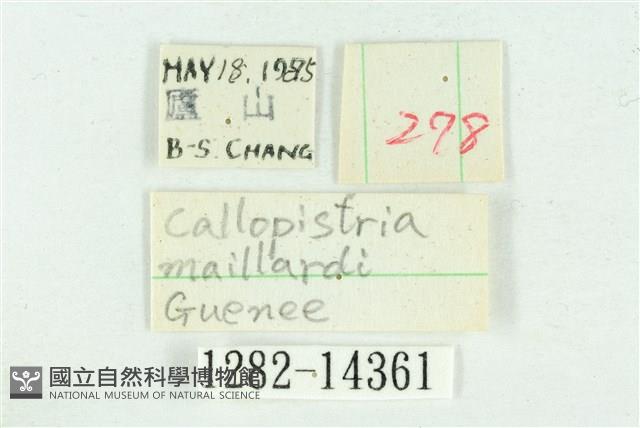 MAY 18. 1985
廬山
B-S. CHANG
278
Callopistria
maillardi
Guenee
1282-14361
國立自然科學博物館
NATIONAL MUSEUM OF NATURAL SCIENCE